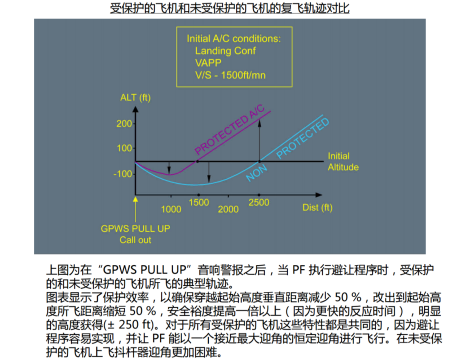 受保护的飞机和未受保护的飞机的复飞轨迹对比
Initial A/C conditions:
Landing Conf
VAPP
V/S - 1500ft/mn
ALT (ft)
200
100
-100
PROTECTED A/C
NON PROTECTED
Initial
Altitude
1000
1500
2000
2500
Dist (ft)
GPWS PULL UP
Call out
上图为在“GPWS PULL UP”音响警报之后，当 PF 执行避让程序时，受保护
的和未受保护的飞机所飞的典型轨迹。
图表显示了保护效率，以确保穿越起始高度垂直距离减少 50 %，改出到起始高
度所飞距离缩短 50 %，安全裕度提高一倍以上（因为更快的反应时间），明显
的高度获得(± 250 ft)。对于所有受保护的飞机这些特性都是共同的，因为避让
程序容易实现，并让 PF 能以一个接近最大迎角的恒定迎角进行飞行。在未受保
护的飞机上飞抖杆器迎角更加困难。